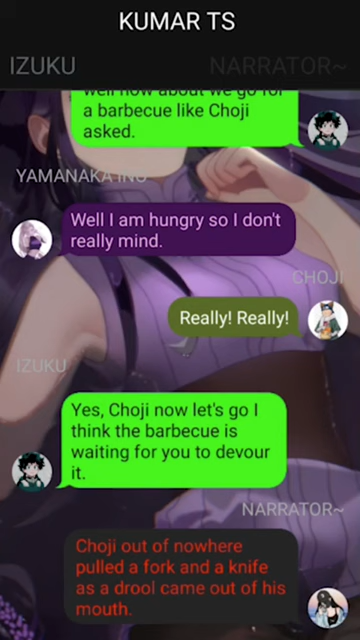 KUMAR TS
IZUKU
NARRATOR~
well how about we go for
a barbecue like Choji
asked.
YAMANAKA INO
Well I am hungry so I don't
really mind.
CHOJI
Really! Really!
IZUKU
Yes, Choji now let's go I
think the barbecue is
waiting for you to devour
it.
NARRATOR~
Choji out of nowhere
pulled a fork and a knife
as a drool came out of his
mouth.